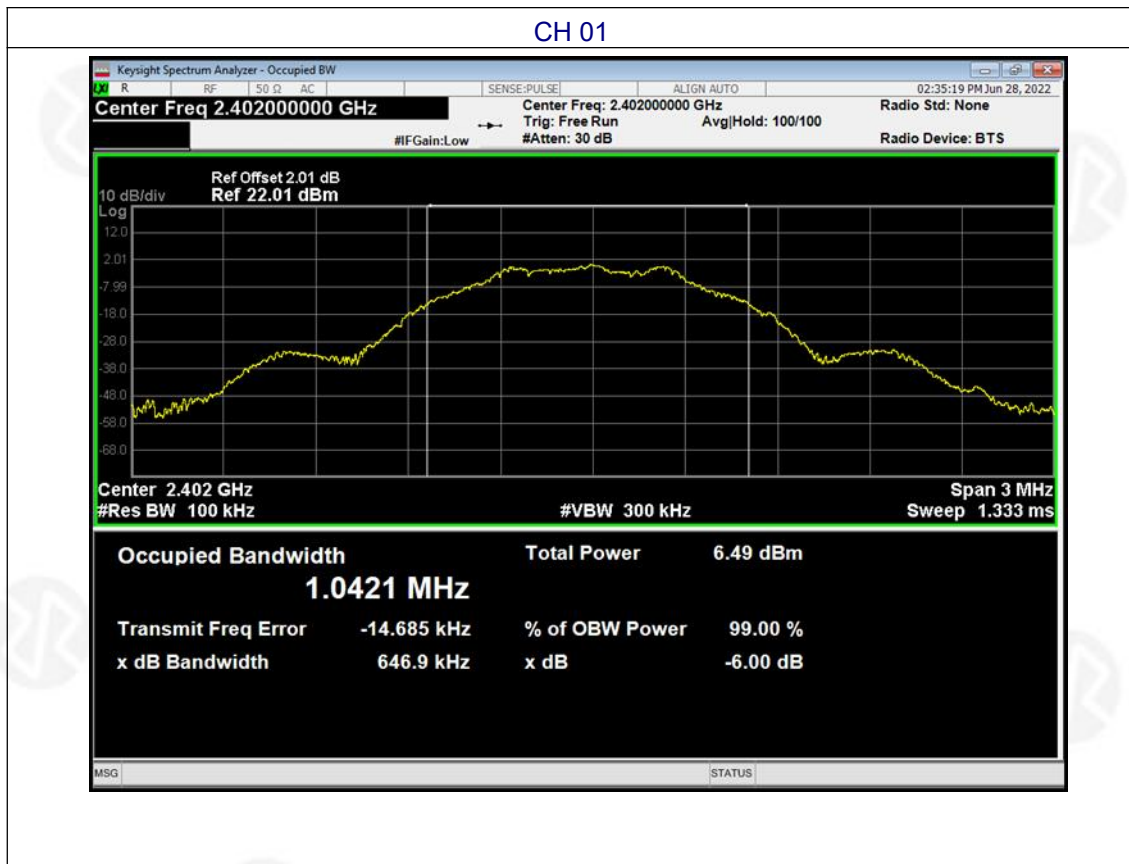 CH 01
Keysight Spectrum Analyzer - Occupied BW
LXI R RF 50 Ω AC SENSE:PULSE ALIGN AUTO 02:35:19 PM Jun 28, 2022
Center Freq 2.402000000 GHz Center Freq: 2.402000000 GHz Radio Std: None
Trig: Free Run Avg|Hold: 100/100
#IFGain:Low #Atten: 30 dB Radio Device: BTS
Ref Offset 2.01 dB
10 dB/div Ref 22.01 dBm
Log
12.0
2.01
-7.99
-18.0
-28.0
-38.0
-48.0
-58.0
-68.0
Center 2.402 GHz Span 3 MHz
#Res BW 100 kHz #VBW 300 kHz Sweep 1.333 ms
Occupied Bandwidth Total Power 6.49 dBm
1.0421 MHz
Transmit Freq Error -14.685 kHz % of OBW Power 99.00 %
x dB Bandwidth 646.9 kHz x dB -6.00 dB
MSG STATUS